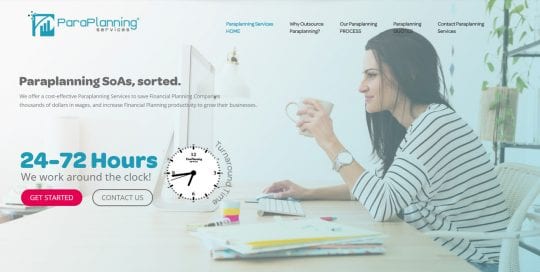 ParaPlanning
services
Paraplanning Services
HOME
Why Outsource
Paraplanning?
Our Paraplanning
PROCESS
Paraplanning
Contact Paraplanning
Services
Paraplanning SoAs, sorted.
We offer a cost-effective Paraplanning Services to save Financial Planning Companies
thousands of dollars in wages, and increase Financial Planning productivity to grow their businesses.
24-72 Hours
We work around the clock!
GET STARTED
CONTACT US
12
ParaPlanning
Turnaround Time